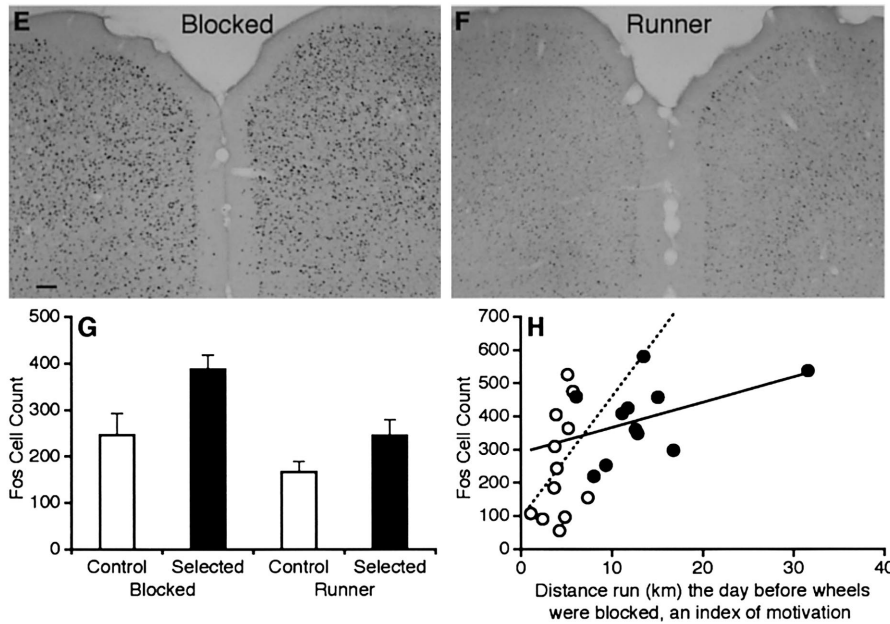 E
Blocked
F
Runner
G
500
400
300
200
100
0
Fos Cell Count
Control
Selected
Control
Selected
Blocked
Runner
H
700
600
500
400
300
200
100
0
Fos Cell Count
0
10
20
30
40
Distance run (km) the day before wheels
were blocked, an index of motivation